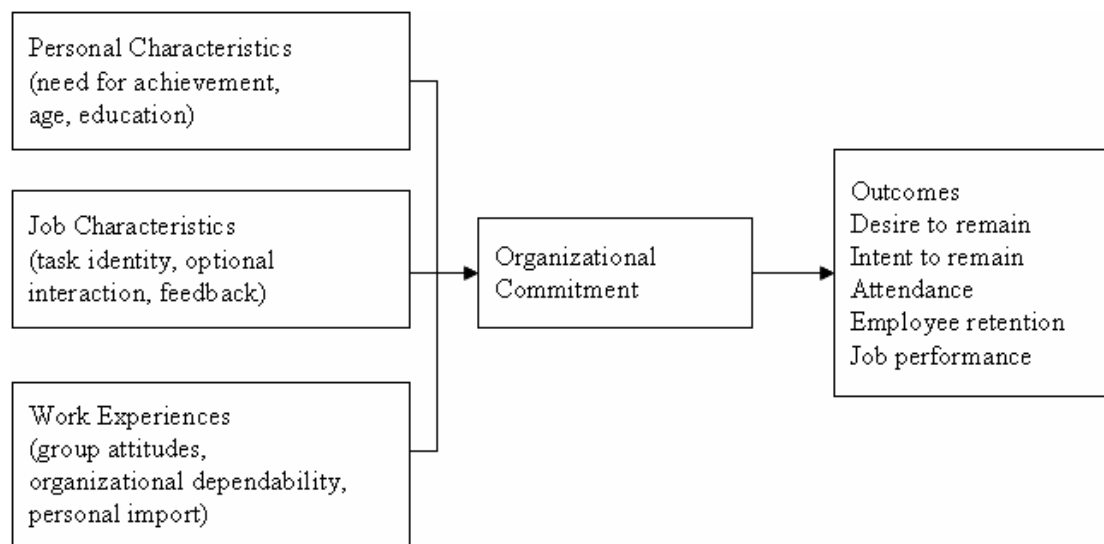 Personal Characteristics
(need for achievement,
age, education)
Job Characteristics
(task identity, optional
interaction, feedback)
Work Experiences
(group attitudes,
organizational dependability,
personal import)
Organizational
Commitment
Outcomes
Desire to remain
Intent to remain
Attendance
Employee retention
Job performance